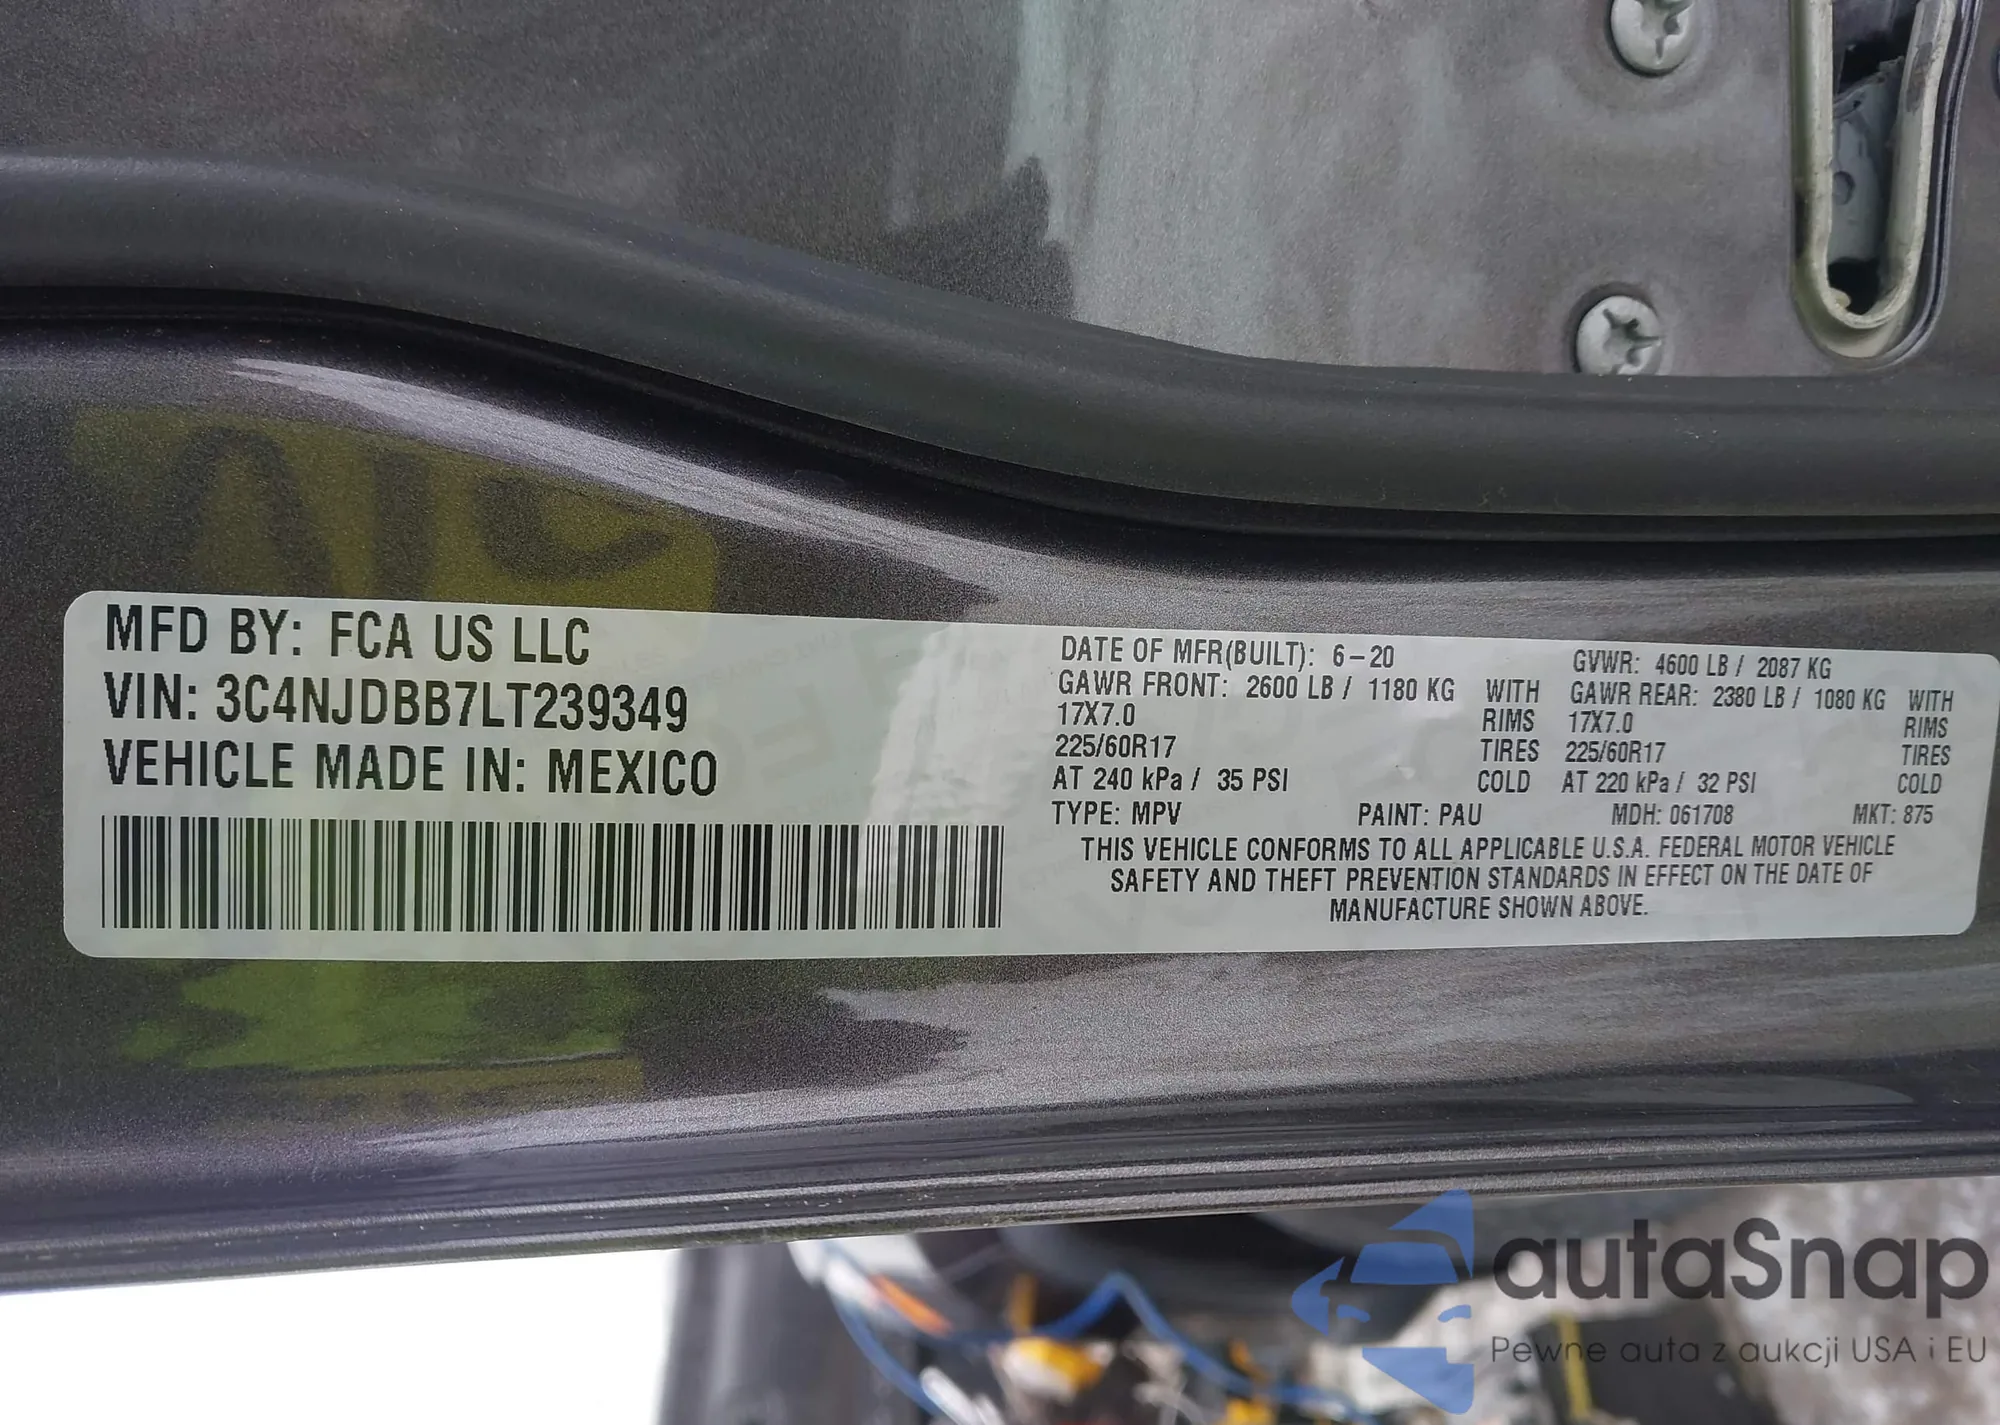 MFD BY: FCA US LLC
VIN: 3C4NJDBB7LT239349
VEHICLE MADE IN: MEXICO
DATE OF MFR(BUILT): 6-20
GVWR: 4600 LB / 2087 KG
GAWR FRONT: 2600 LB / 1180 KG WITH
17X7.0 RIMS
225/60R17 TIRES
AT 240 kPa / 35 PSI COLD
GAWR REAR: 2380 LB / 1080 KG WITH
17X7.0 RIMS
225/60R17 TIRES
AT 220 kPa / 32 PSI COLD
TYPE: MPV PAINT: PAU MDH: 061708 MKT: 875
THIS VEHICLE CONFORMS TO ALL APPLICABLE U.S.A. FEDERAL MOTOR VEHICLE
SAFETY AND THEFT PREVENTION STANDARDS IN EFFECT ON THE DATE OF
MANUFACTURE SHOWN ABOVE.
autaSnap
Pewne auta z aukcji USA i EU